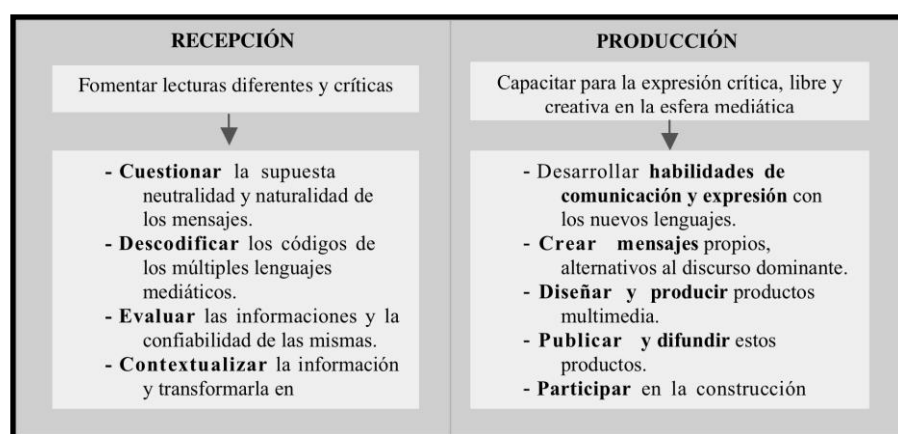 RECEPCIÓN
Fomentar lecturas diferentes y críticas
- Cuestionar la supuesta
neutralidad y naturalidad de
los mensajes.
- Descodificar los códigos de
los múltiples lenguajes
mediáticos.
- Evaluar las informaciones y la
confiabilidad de las mismas.
- Contextualizar la información
y transformarla en
PRODUCCIÓN
Capacitar para la expresión crítica, libre y
creativa en la esfera mediática
- Desarrollar habilidades de
comunicación y expresión con
los nuevos lenguajes.
- Crear mensajes propios,
alternativos al discurso dominante.
- Diseñar y producir productos
multimedia.
- Publicar y difundir estos
productos.
- Participar en la construcción